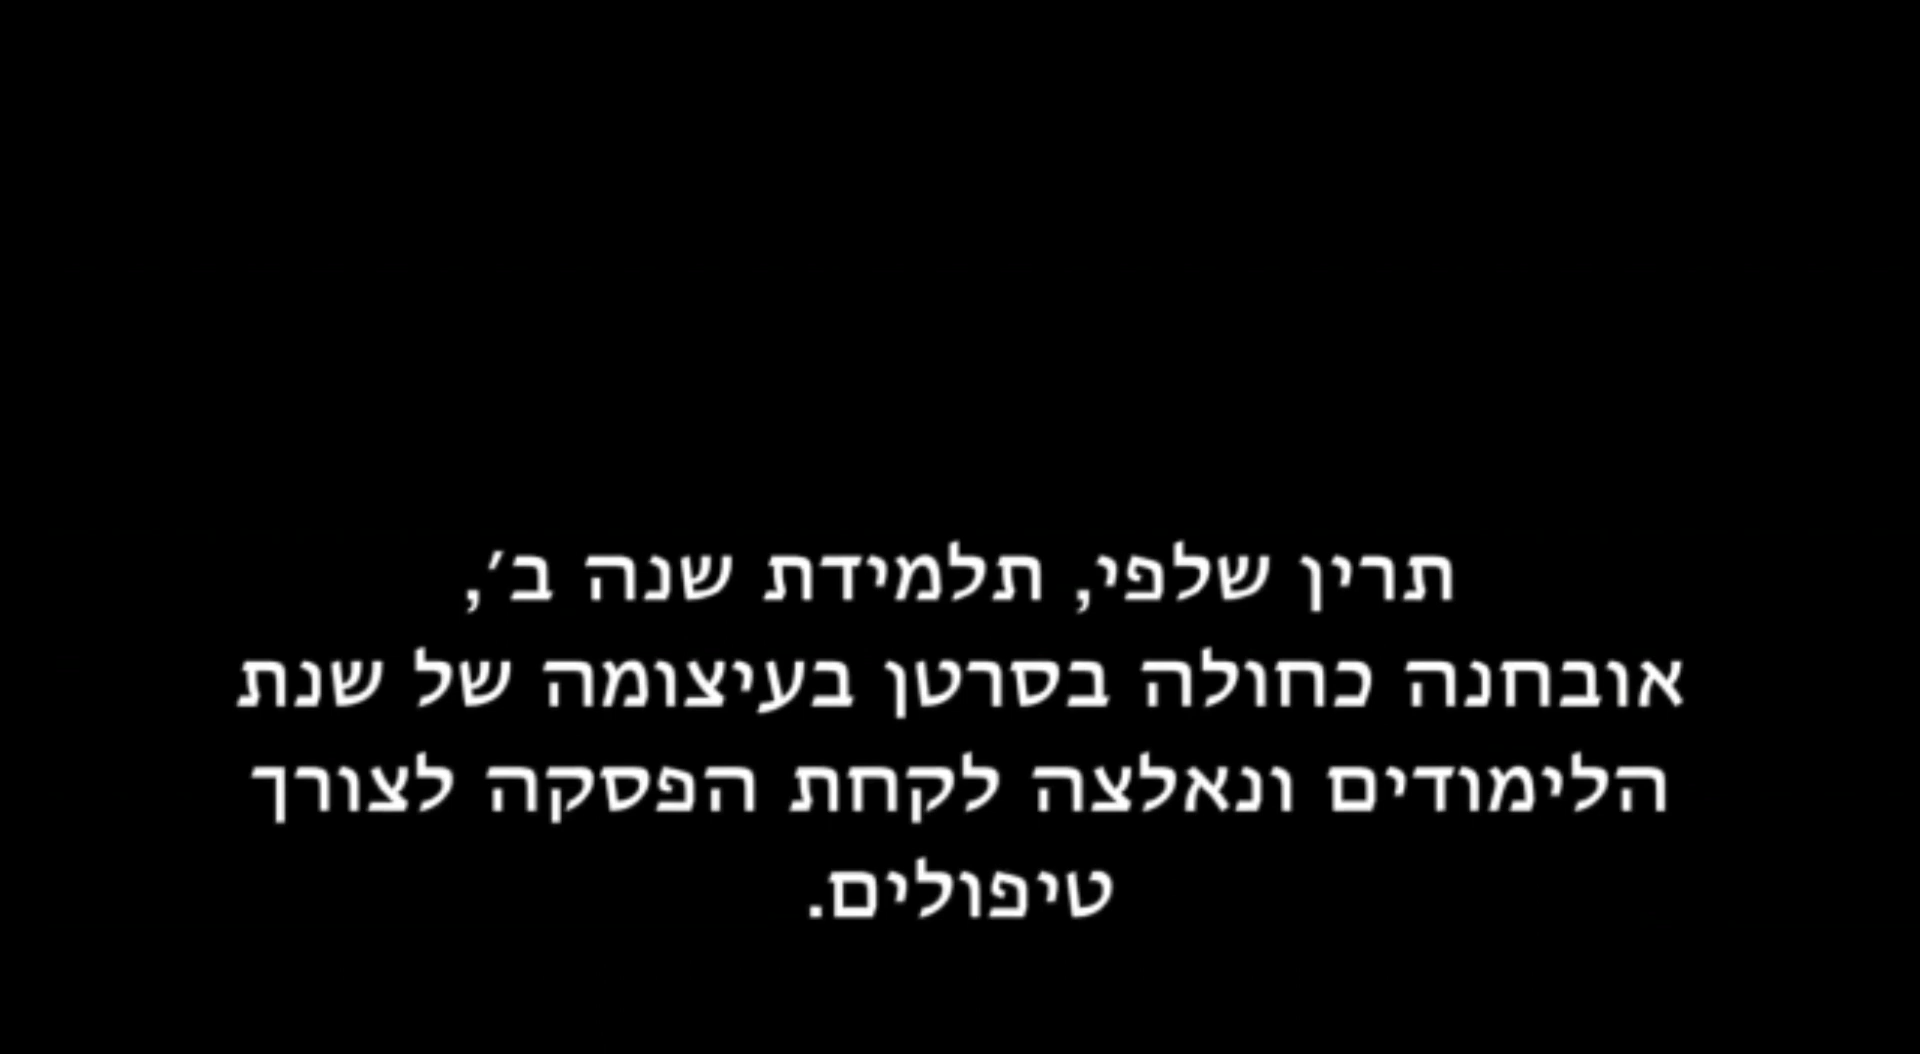 תרין שלפי, תלמידת שנה ב׳,
אובחנה כחולה בסרטן בעיצומה של שנת
הלימודים ונאלצה לקחת הפסקה לצורך
טיפולים.